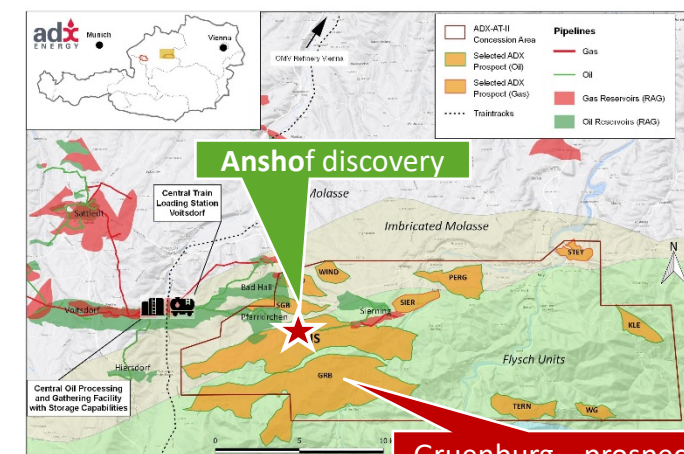 adx
ENERGY
Munich
Vienna
OMV Refinery Vienna
ADX-AT-II
Concession Area
Selected ADX
Prospect (Oil)
Selected ADX
Prospect (Gas)
Traintracks
Pipelines
Gas
Oil
Gas Reservoirs (RAG)
Oil Reservoirs (RAG)
Anshof discovery
Molasse
Central Train
Loading Station
Voitsdorf
Imbricated Molasse
Sattledt
STEY
N
WIND
PERG
Bad Hall
SGB
SIER
Sierning
Voitsdorf
Pfarrkirchen
KLE
Hiersdorf
Flysch Units
GRB
Central Oil Processing
and Gathering Facility
with Storage Capabilities
TERN
WG
0
5
10